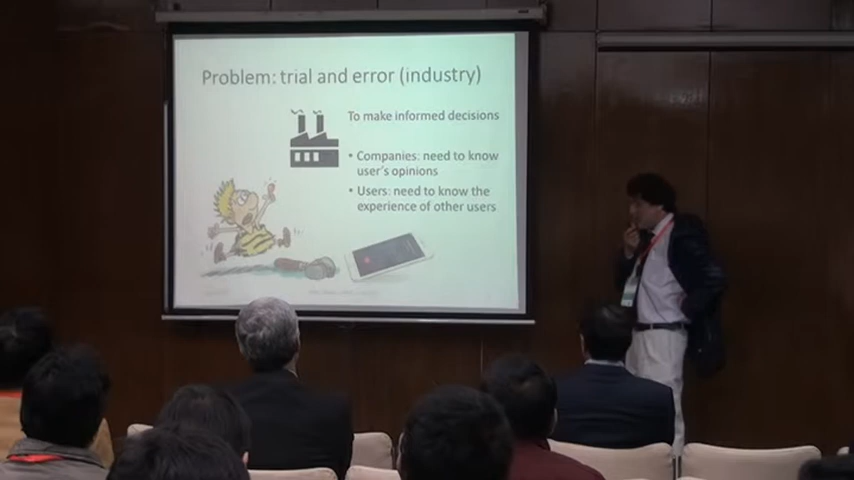 Problem: trial and error (industry)
To make informed decisions
• Companies: need to know
user's opinions
• Users: need to know the
experience of other users